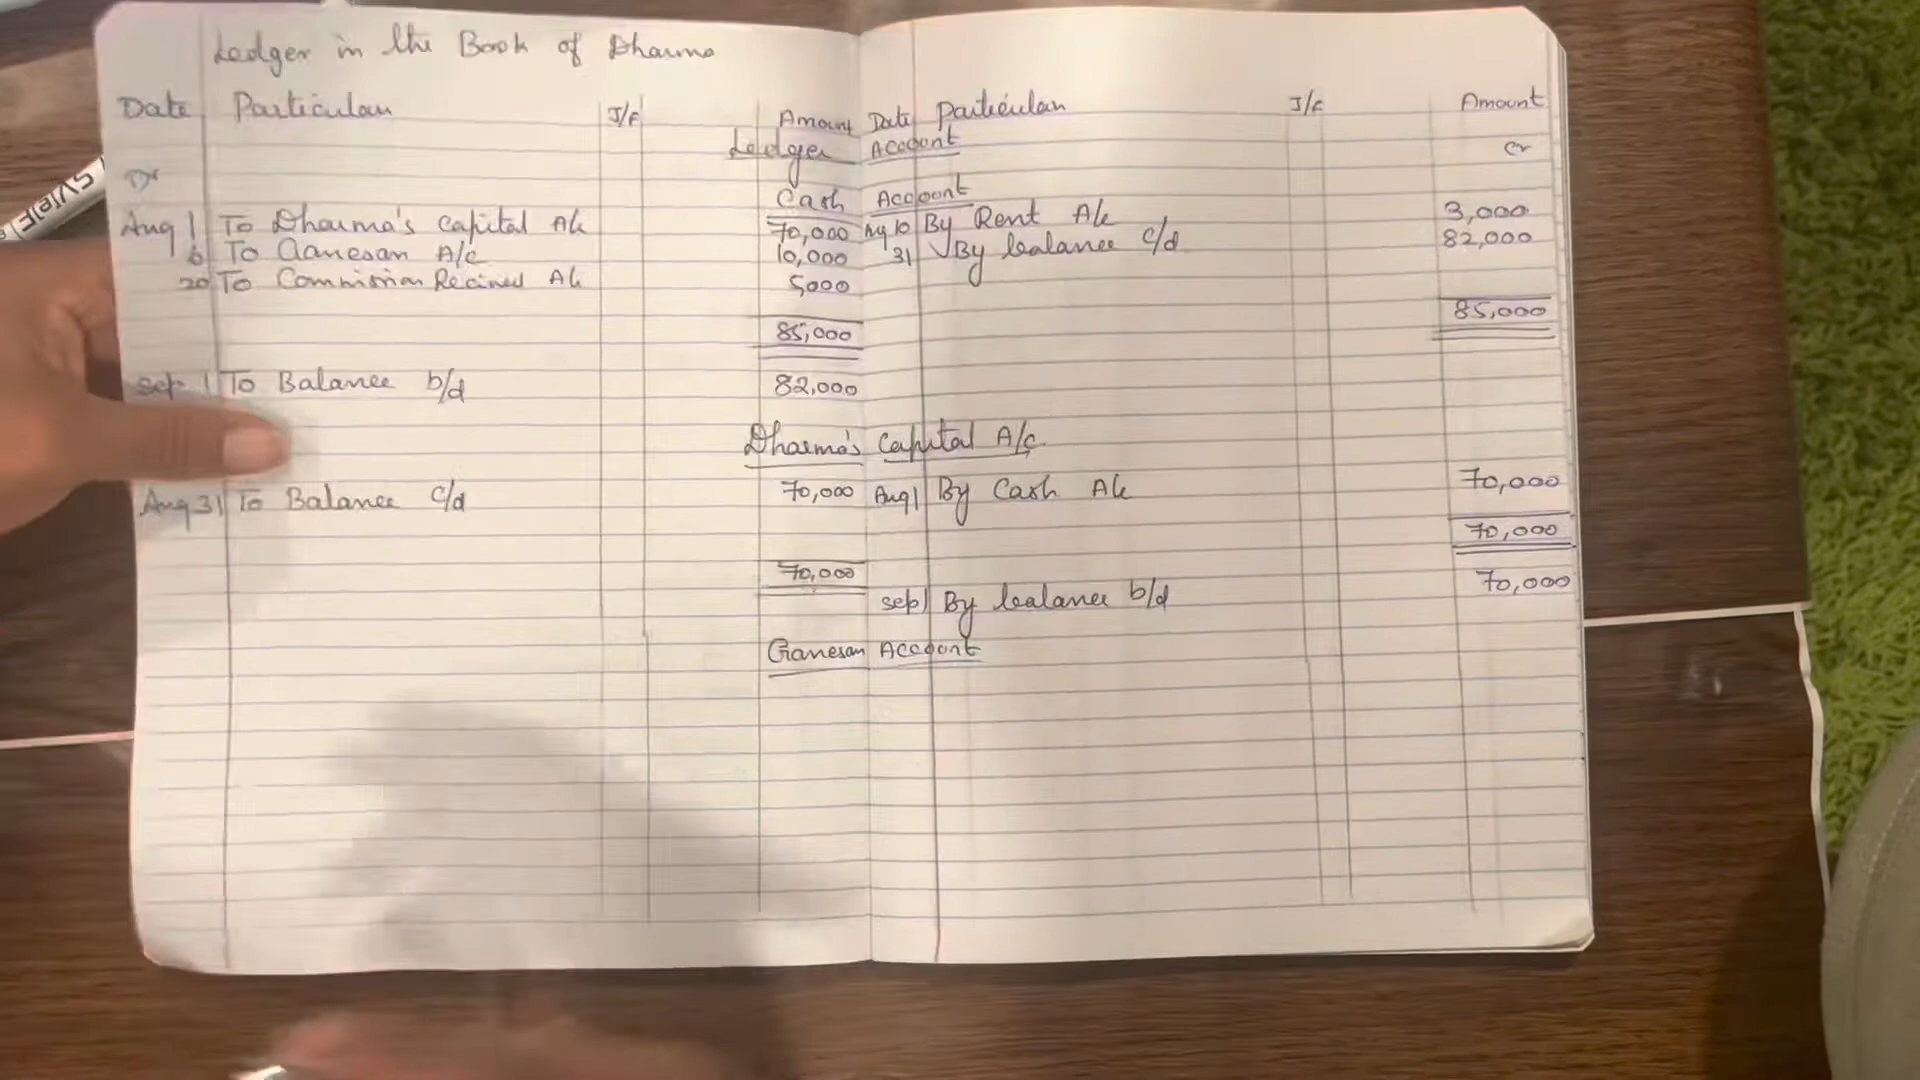 Ledger in the Book of Dharma
Date Particulars J/F Amount Date Particulars J/F Amount
Ledger Account
Dr Cr
Cash Account
Aug 1 To Dharma's Capital A/c 70,000 Aug 10 By Rent A/c 3,000
6 To Ganesan A/c 10,000 31 By balance c/d 82,000
20 To Commission Recived A/c 5000
85,000 85,000
Sep 1 To Balance b/d 82,000
Dharma's Capital A/c
Aug 31 To Balance c/d 70,000 Aug 1 By Cash A/c 70,000
70,000 70,000
Sep 1 By balance b/d 70,000
Ganesan Account